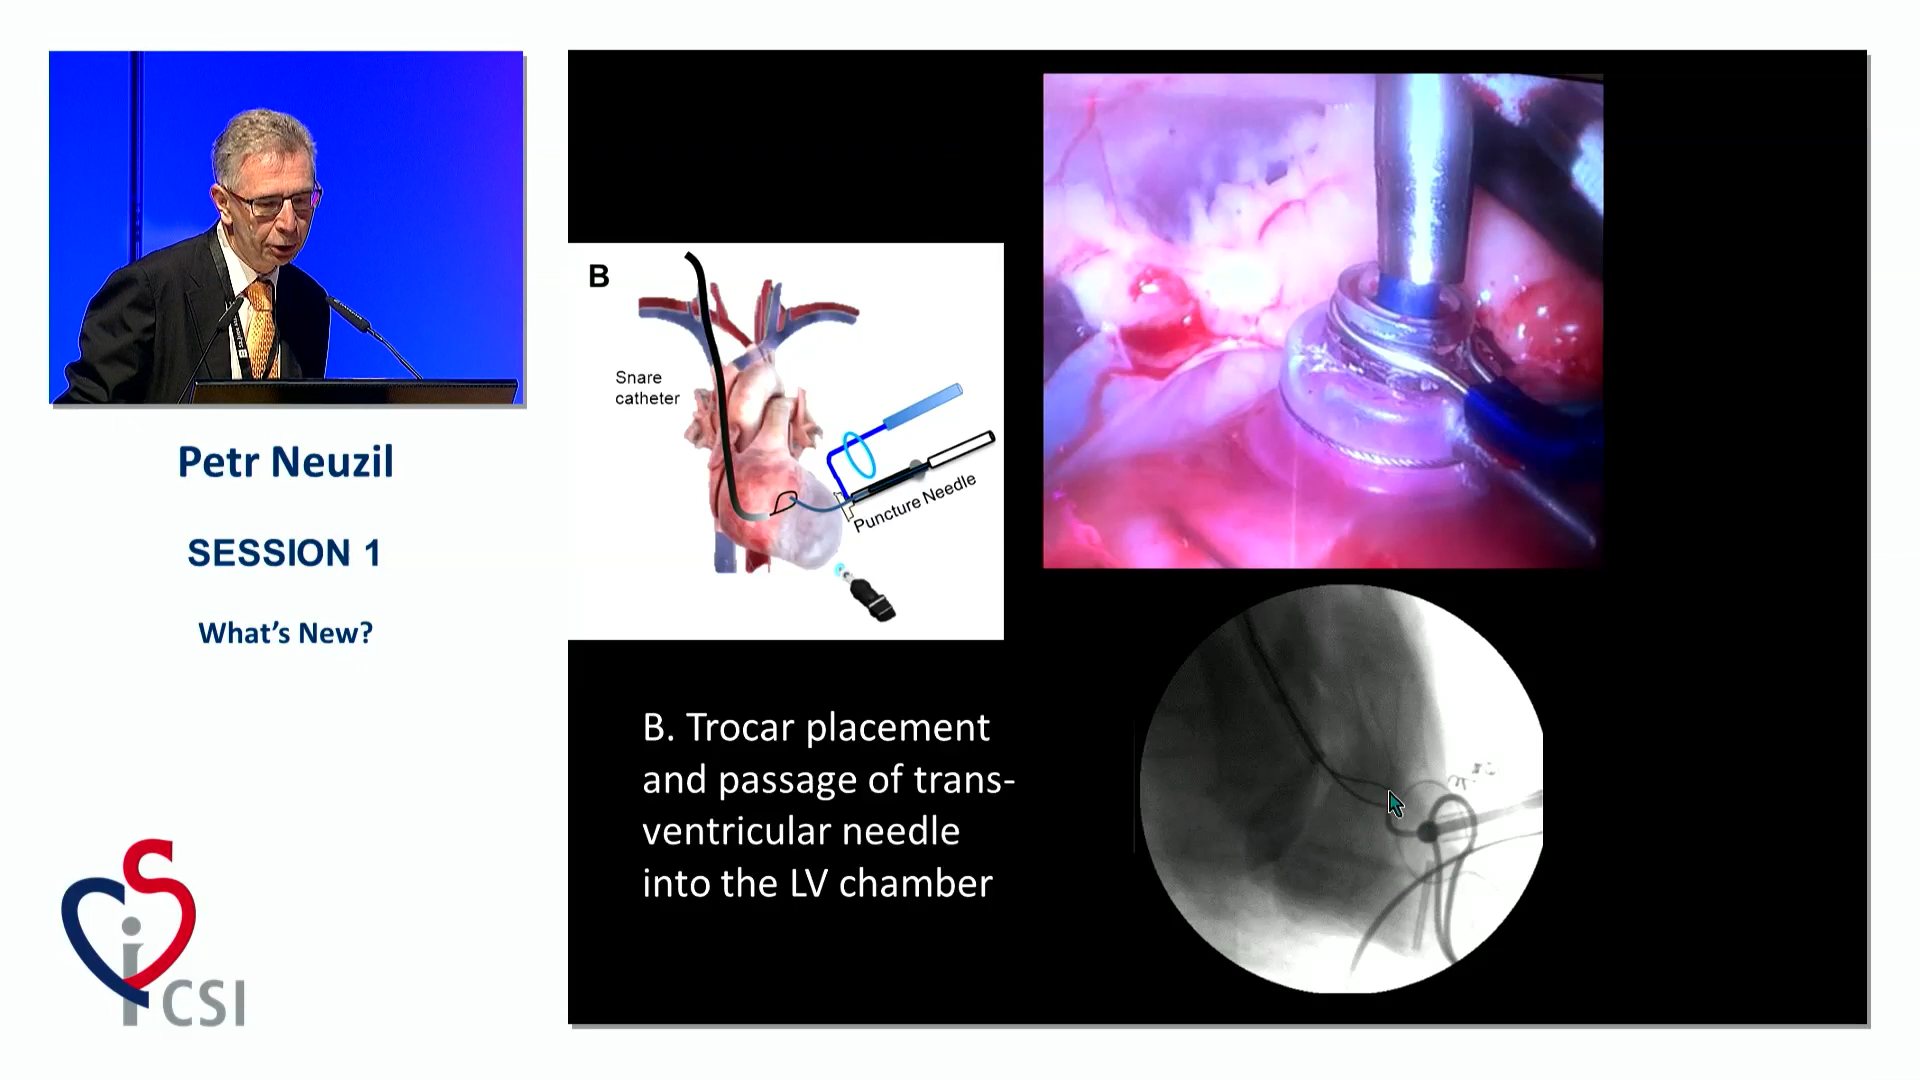 Petr Neuzil
SESSION 1
What's New?
iCSI
B
Snare
catheter
Puncture Needle
B. Trocar placement
and passage of trans-
ventricular needle
into the LV chamber